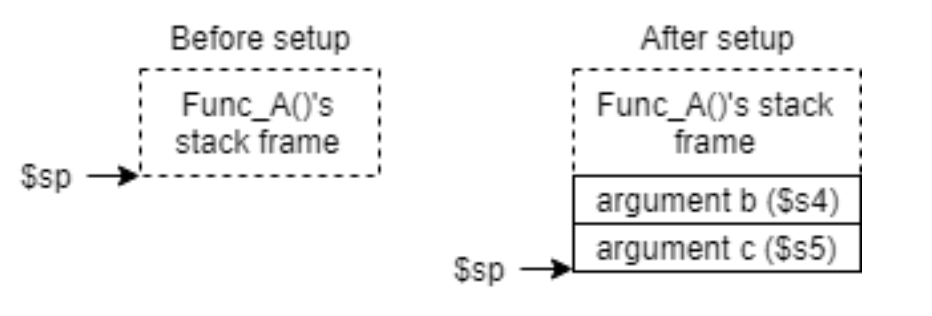 Before setup
Func_A()'s
stack frame
$sp
After setup
Func_A()'s stack
frame
argument b ($s4)
argument c ($s5)
$sp